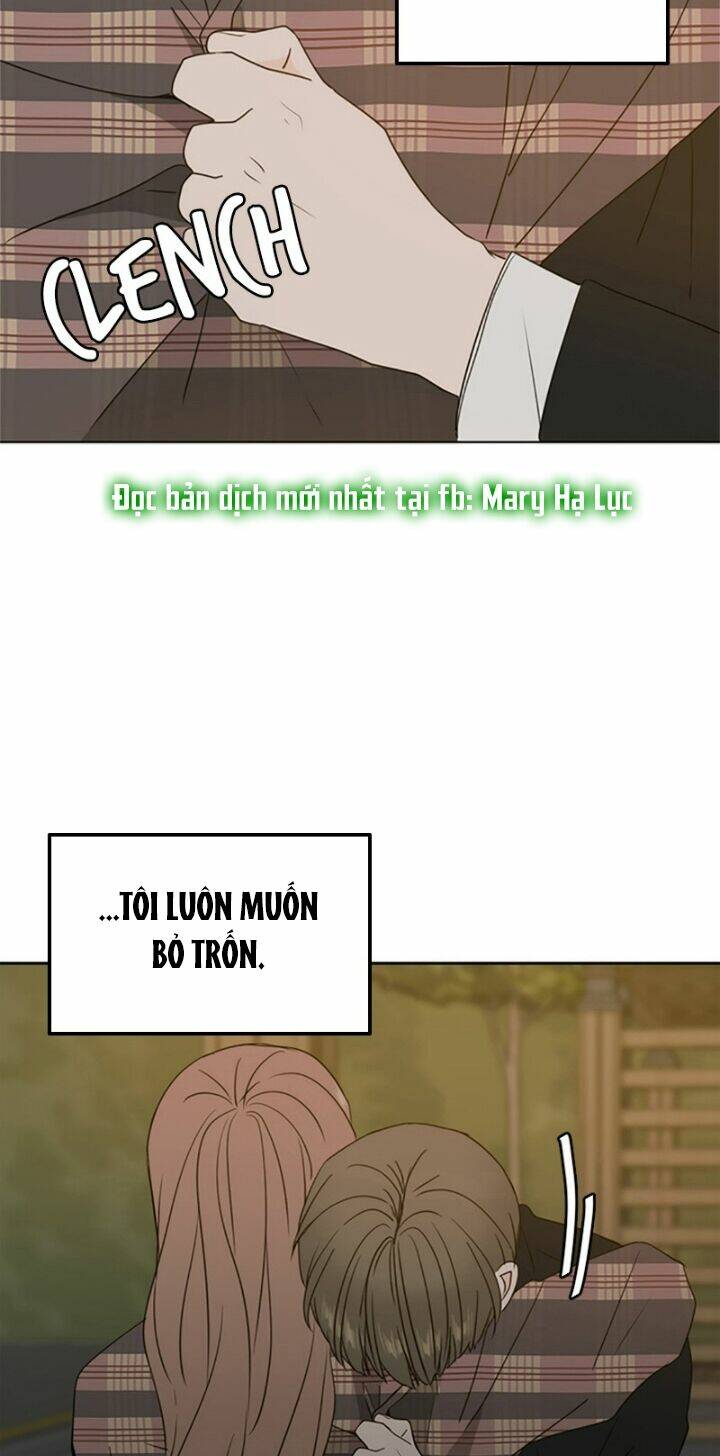 CLENCH
Đọc bản dịch mới nhất tại fb: Mary Hạ Lục
...TÔI LUÔN MUỐN
BỎ TRỐN.